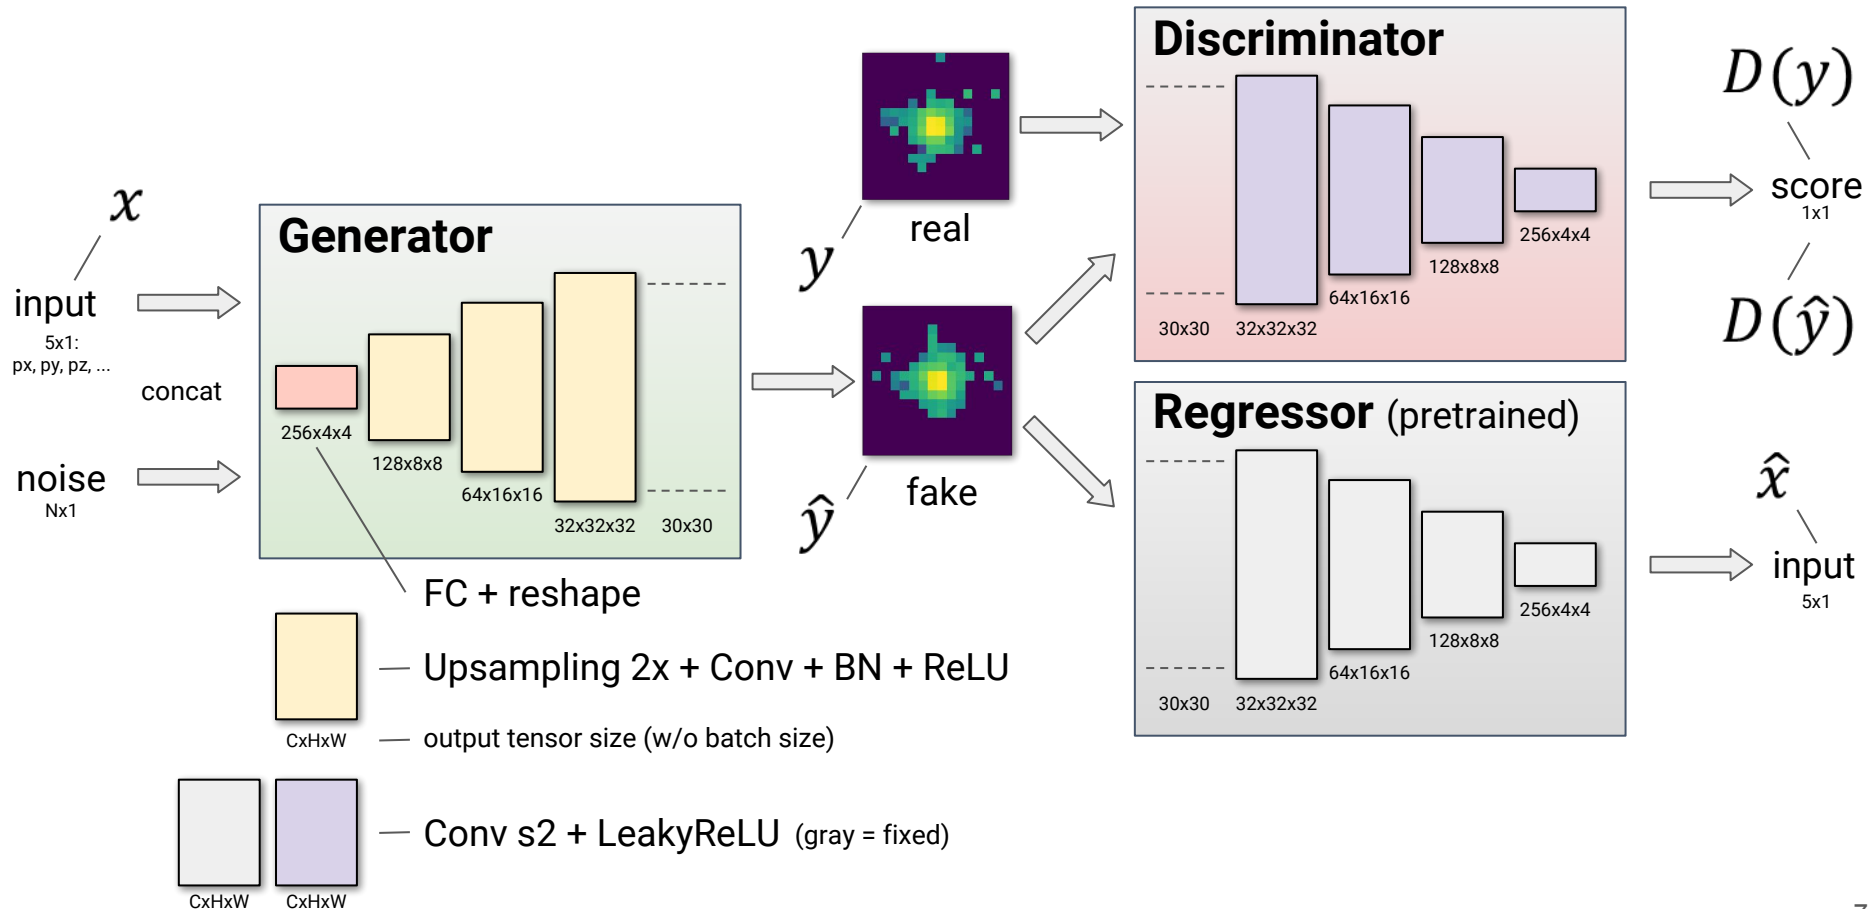 x
input
5x1:
px, py, pz, ...
concat
noise
Nx1
Generator
256x4x4
128x8x8
64x16x16
32x32x32
30x30
FC + reshape
Upsampling 2x + Conv + BN + ReLU
CxHxW
output tensor size (w/o batch size)
Conv s2 + LeakyReLU (gray = fixed)
CxHxW
CxHxW
real
y
fake
ŷ
Discriminator
30x30
32x32x32
64x16x16
128x8x8
256x4x4
D(y)
score
1x1
D(ŷ)
Regressor (pretrained)
30x30
32x32x32
64x16x16
128x8x8
256x4x4
x̂
input
5x1